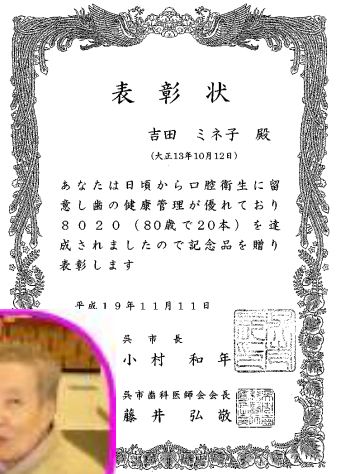 表彰状
吉田 ミネ子 殿
(大正13年10月12日)
あなたは日頃から口腔衛生に留
意し歯の健康管理が優れており
8020(80歳で20本)を達
成されましたので記念品を贈り
表彰します
平成19年11月11日
呉市長
小村 和年
呉市歯科医師会会長
藤井 弘敬